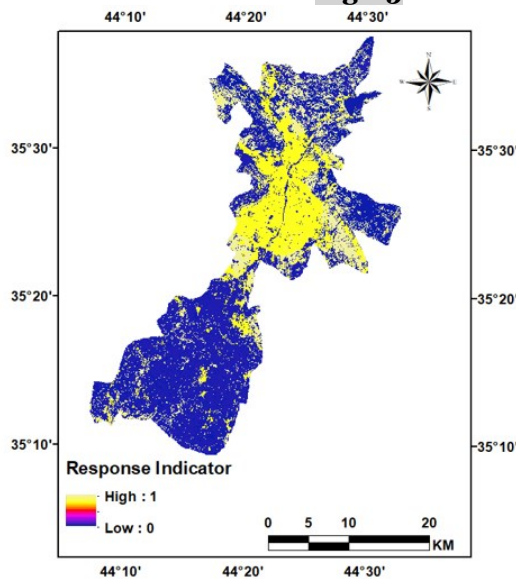 44°10' 44°20' 44°30'
N
W E
S
35°30' 35°30'
35°20' 35°20'
35°10' 35°10'
Response Indicator
High : 1
Low : 0
0 5 10 20
KM
44°10' 44°20' 44°30'